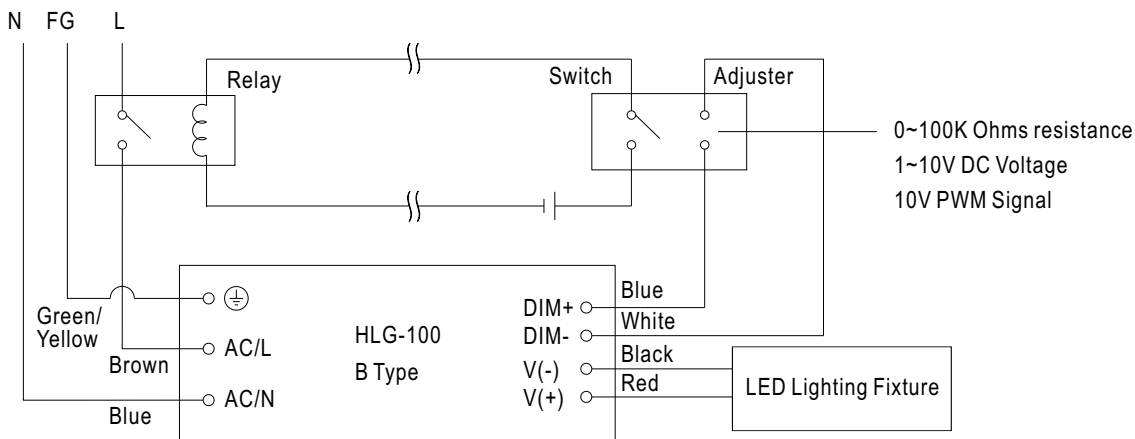 N FG L
Relay
Switch
Adjuster
0~100K Ohms resistance
1~10V DC Voltage
10V PWM Signal
Green/
Yellow
Brown
Blue
AC/L
AC/N
HLG-100
B Type
DIM+
DIM-
V(-)
V(+)
Blue
White
Black
Red
LED Lighting Fixture